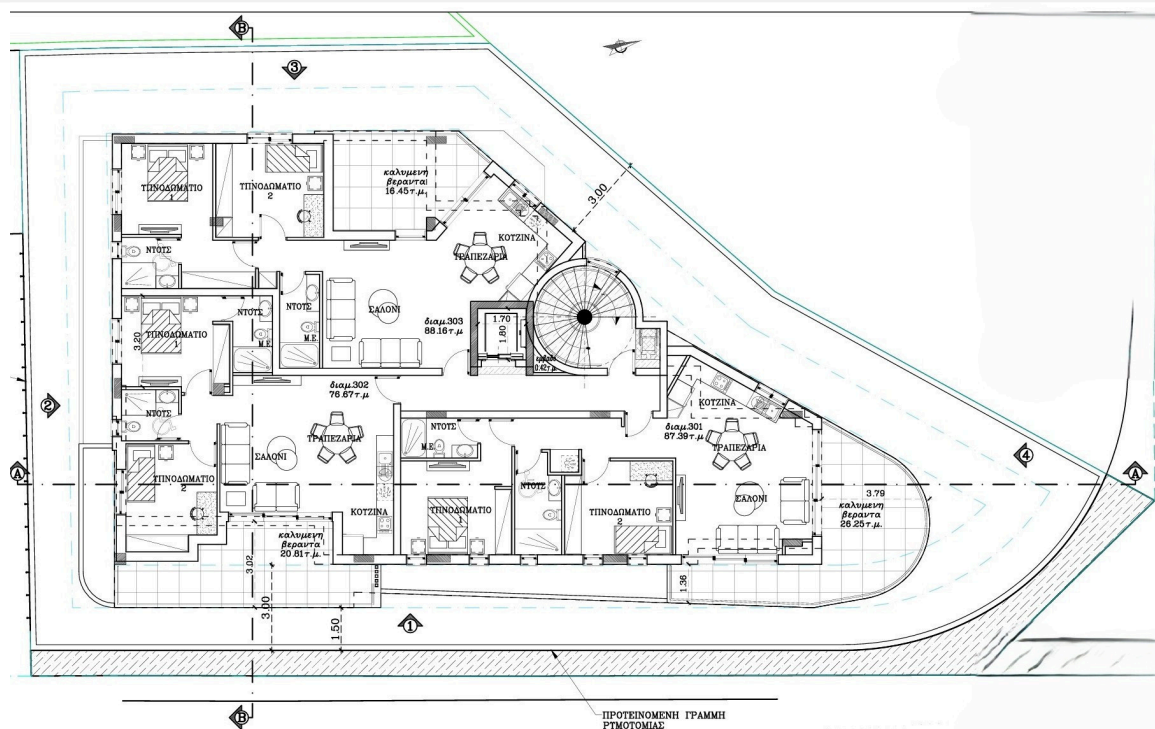 B
3
ΥΠΝΟΔΩΜΑΤΙΟ
1
ΥΠΝΟΔΩΜΑΤΙΟ
2
καλυμενη
βεραντα
16.45τ.μ.
3.00
ΚΟΥΖΙΝΑ
ΤΡΑΠΕΖΑΡΙΑ
ΝΤΟΥΣ
ΝΤΟΥΣ
Μ.Ε.
ΣΑΛΟΝΙ
διαμ.303
88.16τ.μ
1.70
1.80
εμβαδο
0.42τ.μ
ΝΤΟΥΣ
Μ.Ε.
ΥΠΝΟΔΩΜΑΤΙΟ
1
3.20
2
ΝΤΟΥΣ
διαμ.302
76.67τ.μ
ΤΡΑΠΕΖΑΡΙΑ
ΣΑΛΟΝΙ
ΚΟΥΖΙΝΑ
ΥΠΝΟΔΩΜΑΤΙΟ
2
καλυμενη
βεραντα
20.81τ.μ.
3.02
3.00
1.50
ΝΤΟΥΣ
Μ.Ε.
ΥΠΝΟΔΩΜΑΤΙΟ
1
ΝΤΟΥΣ
ΥΠΝΟΔΩΜΑΤΙΟ
2
διαμ.301
87.39τ.μ
ΚΟΥΖΙΝΑ
ΤΡΑΠΕΖΑΡΙΑ
ΣΑΛΟΝΙ
3.79
καλυμενη
βεραντα
26.25τ.μ.
1.36
4
A
A
1
B
ΠΡΟΤΕΙΝΟΜΕΝΗ ΓΡΑΜΜΗ
ΡΥΜΟΤΟΜΙΑΣ